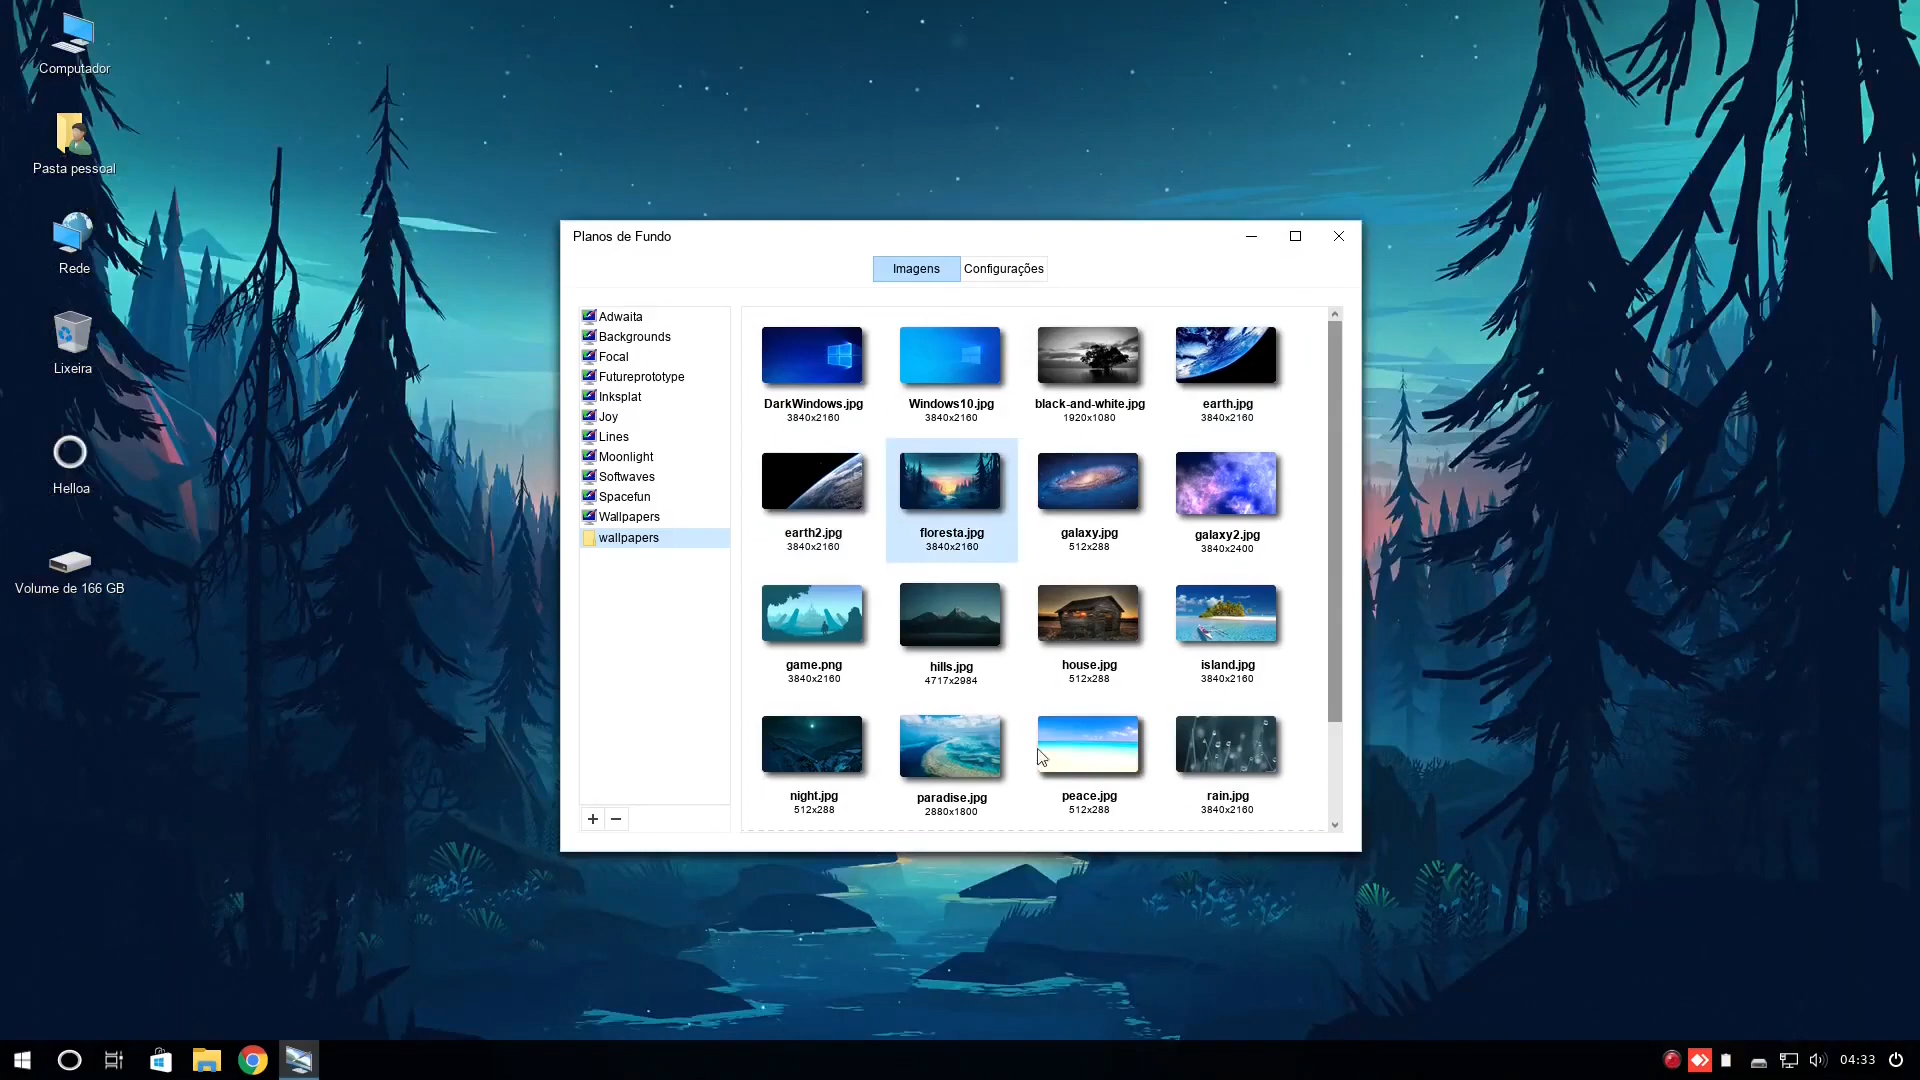 Computador
Pasta pessoal
Rede
Lixeira
Helloa
Volume de 166 GB
Planos de Fundo
Imagens
Configurações
Adwaita
Backgrounds
Focal
Futureprototype
Inksplat
Joy
Lines
Moonlight
Softwaves
Spacefun
Wallpapers
wallpapers
DarkWindows.jpg
3840x2160
Windows10.jpg
3840x2160
black-and-white.jpg
1920x1080
earth.jpg
3840x2160
earth2.jpg
3840x2160
floresta.jpg
3840x2160
galaxy.jpg
512x288
galaxy2.jpg
3840x2400
game.png
3840x2160
hills.jpg
4717x2984
house.jpg
512x288
island.jpg
3840x2160
night.jpg
512x288
paradise.jpg
2880x1800
peace.jpg
512x288
rain.jpg
3840x2160
04:33